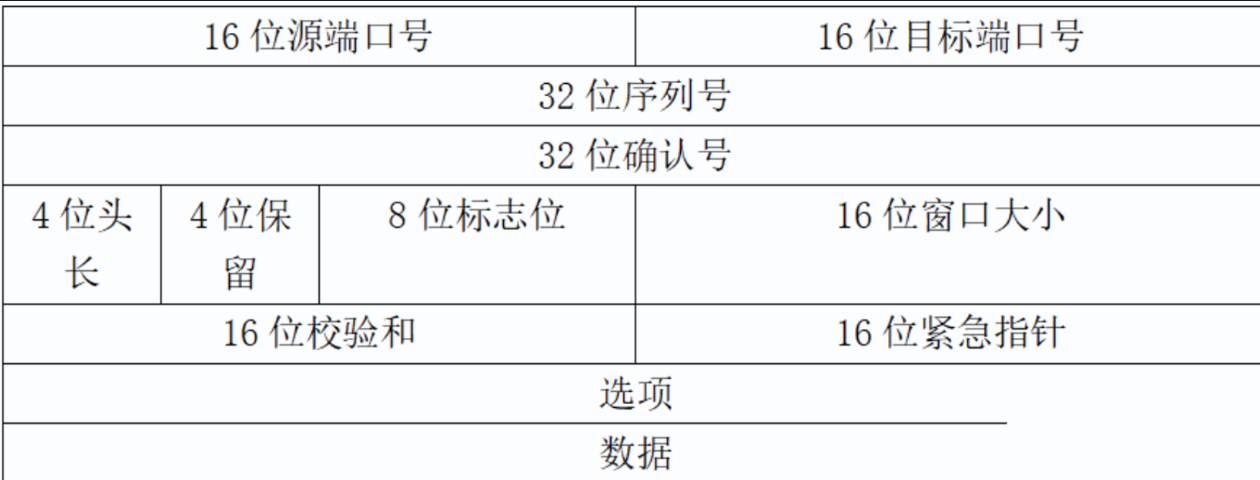 16 位源端口号 16 位目标端口号
32 位序列号
32 位确认号
4 位头 4 位保 8 位标志位 16 位窗口大小
长 留
16 位校验和 16 位紧急指针
选项
数据